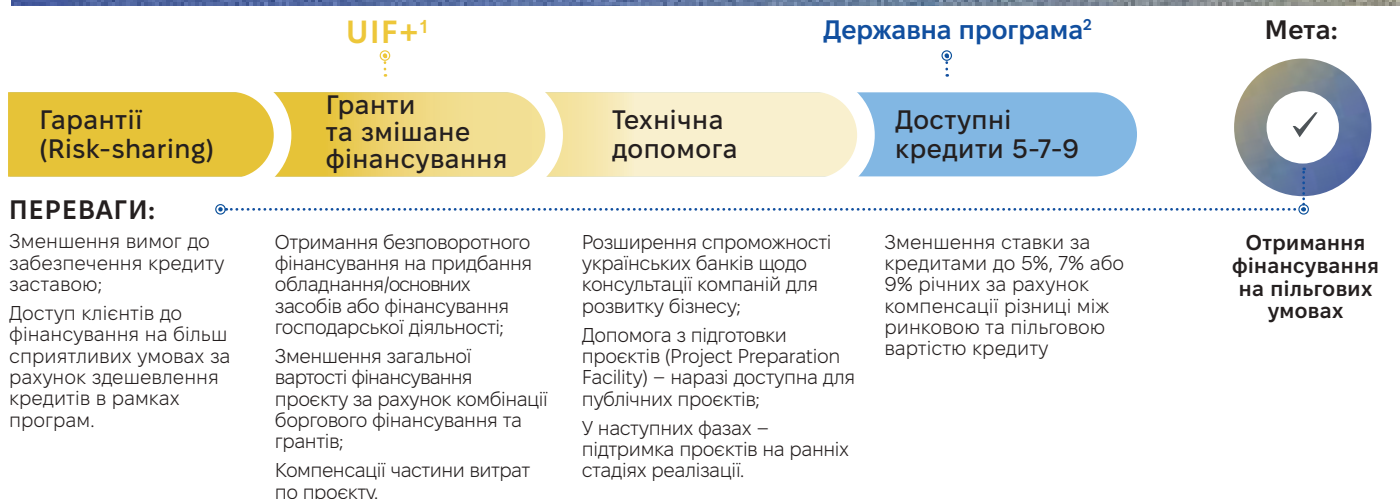 UIF+¹
Державна програма²
Мета:
Гарантії
(Risk-sharing)
Гранти
та змішане
фінансування
Технічна
допомога
Доступні
кредити 5-7-9
ПЕРЕВАГИ:
Зменшення вимог до
забезпечення кредиту
заставою;
Доступ клієнтів до
фінансування на більш
сприятливих умовах за
рахунок здешевлення
кредитів в рамках
програм.
Отримання безповоротного
фінансування на придбання
обладнання/основних
засобів або фінансування
господарської діяльності;
Зменшення загальної
вартості фінансування
проєкту за рахунок комбінації
боргового фінансування та
грантів;
Компенсації частини витрат
по проєкту.
Розширення спроможності
українських банків щодо
консультації компаній для
розвитку бізнесу;
Допомога з підготовки
проєктів (Project Preparation
Facility) – наразі доступна для
публічних проєктів;
У наступних фазах –
підтримка проєктів на ранніх
стадіях реалізації.
Зменшення ставки за
кредитами до 5%, 7% або
9% річних за рахунок
компенсації різниці між
ринковою та пільговою
вартістю кредиту
Отримання
фінансування
на пільгових
умовах